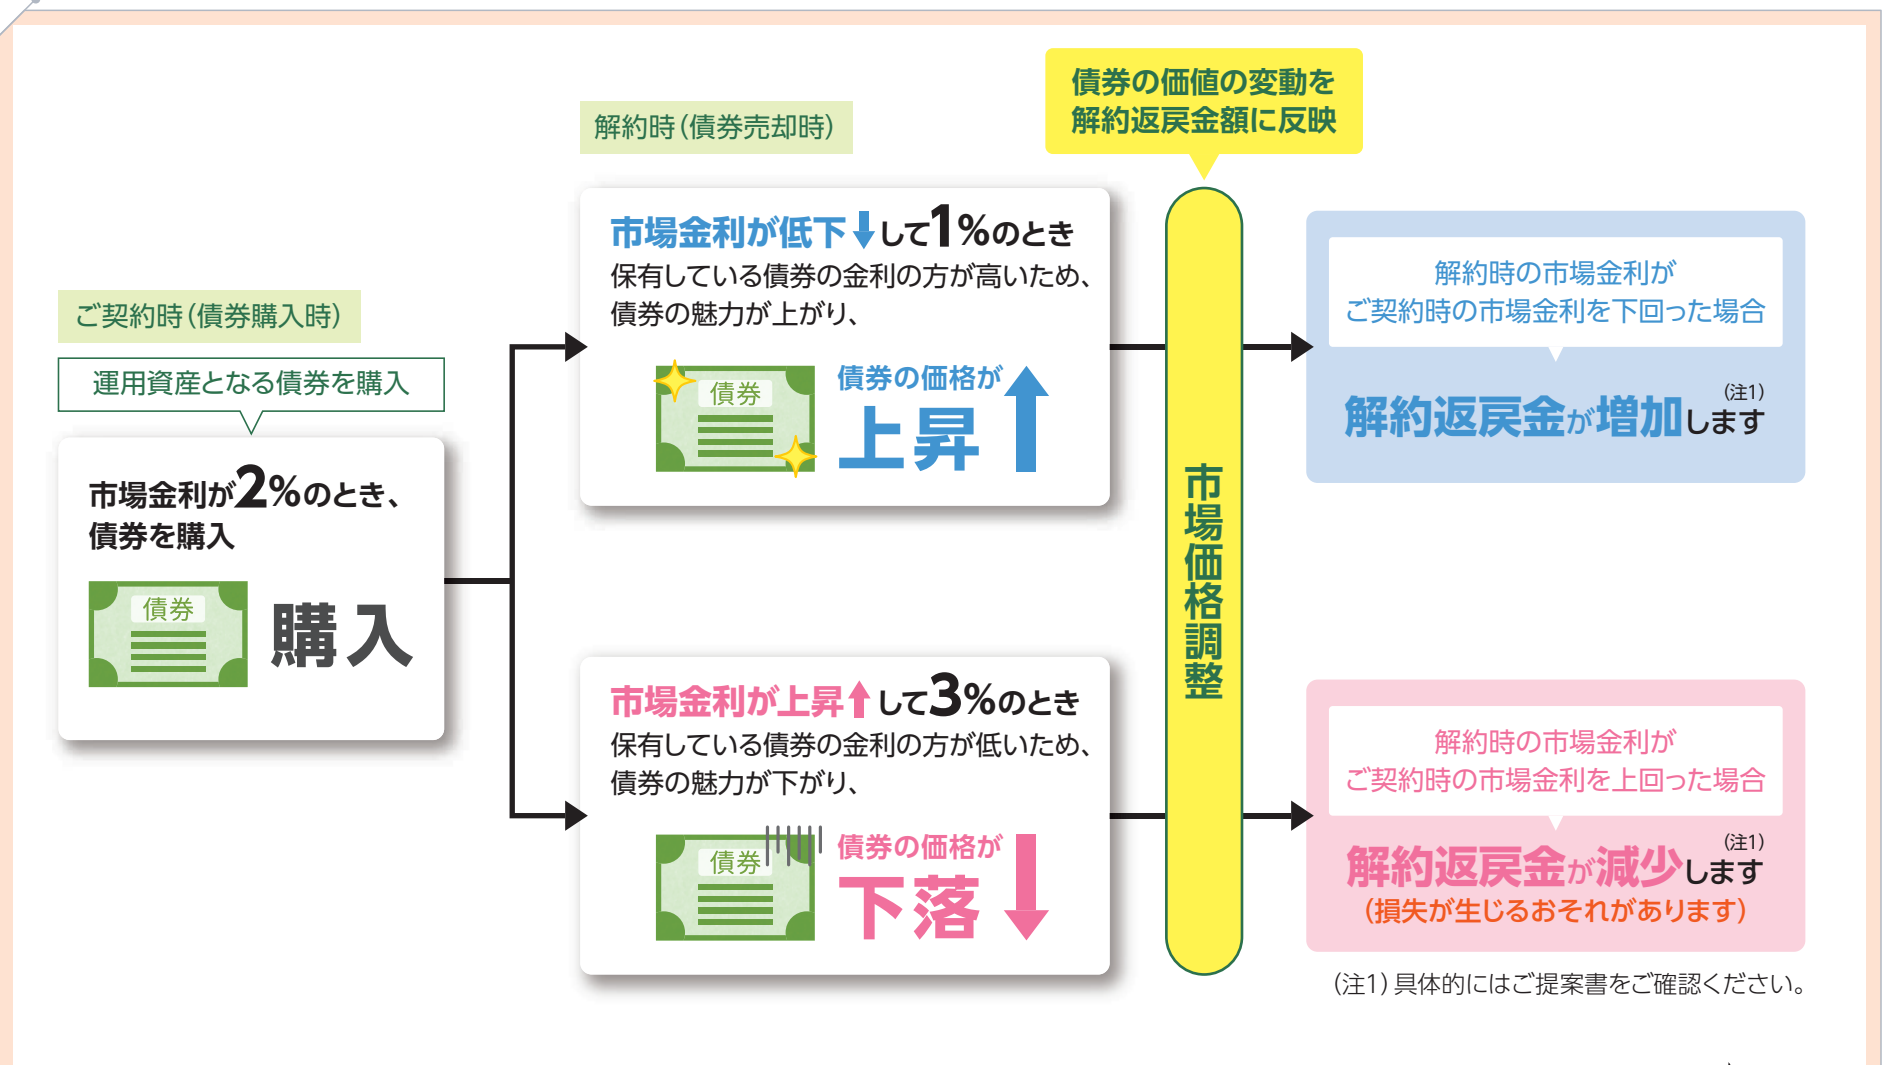 ご契約時(債券購入時)
運用資産となる債券を購入
市場金利が2%のとき、
債券を購入
債券
購入
解約時(債券売却時)
市場金利が低下して1%のとき
保有している債券の金利の方が高いため、
債券の魅力が上がり、
債券
債券の価格が
上昇
市場金利が上昇して3%のとき
保有している債券の金利の方が低いため、
債券の魅力が下がり、
債券
債券の価格が
下落
債券の価値の変動を
解約返戻金額に反映
市場価格調整
解約時の市場金利が
ご契約時の市場金利を下回った場合
解約返戻金が増加します(注1)
解約時の市場金利が
ご契約時の市場金利を上回った場合
解約返戻金が減少します(注1)
(損失が生じるおそれがあります)
(注1)具体的にはご提案書をご確認ください。